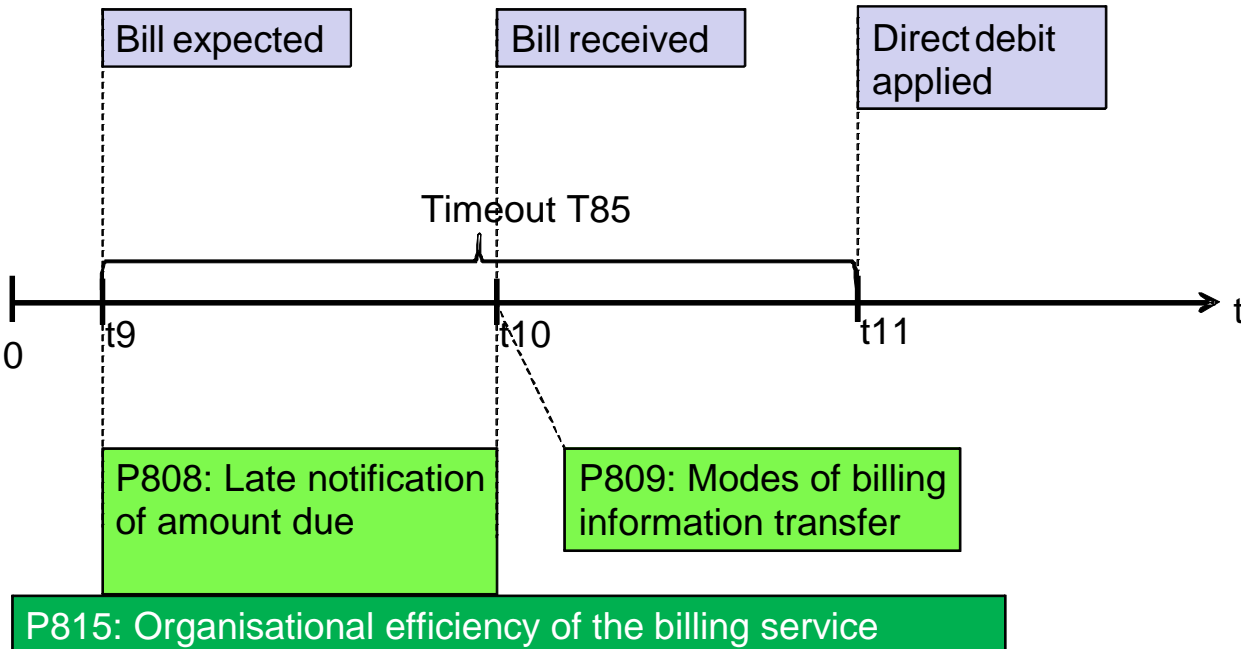 Bill expected
Bill received
Direct debit
applied
Timeout T85
0
t9
t10
t11
t
P808: Late notification
of amount due
P809: Modes of billing
information transfer
P815: Organisational efficiency of the billing service